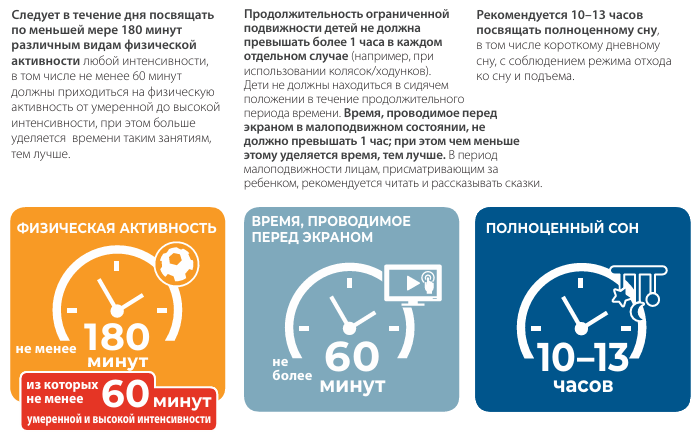 Следует в течение дня посвящать
по меньшей мере 180 минут
различным видам физической
активности любой интенсивности,
в том числе не менее 60 минут
должны приходиться на физическую
активность от умеренной до высокой
интенсивности, при этом больше
уделяется времени таким занятиям,
тем лучше.
Продолжительность ограниченной
подвижности детей не должна
превышать более 1 часа в каждом
отдельном случае (например, при
использовании колясок/ходунков).
Дети не должны находиться в сидячем
положении в течение продолжительного
периода времени. Время, проводимое перед
экраном в малоподвижном состоянии, не
должно превышать 1 час; при этом чем меньше
этому уделяется время, тем лучше. В период
малоподвижности лицам, присматривающим за
ребенком, рекомендуется читать и рассказывать сказки.
Рекомендуется 10–13 часов
посвящать полноценному сну,
в том числе короткому дневному
сну, с соблюдением режима отхода
ко сну и подъема.
ФИЗИЧЕСКАЯ АКТИВНОСТЬ
не менее 180
минут
из которых
не менее 60 минут
умеренной и высокой интенсивности
ВРЕМЯ, ПРОВОДИМОЕ
ПЕРЕД ЭКРАНОМ
не
более 60
минут
ПОЛНОЦЕННЫЙ СОН
10–13
часов